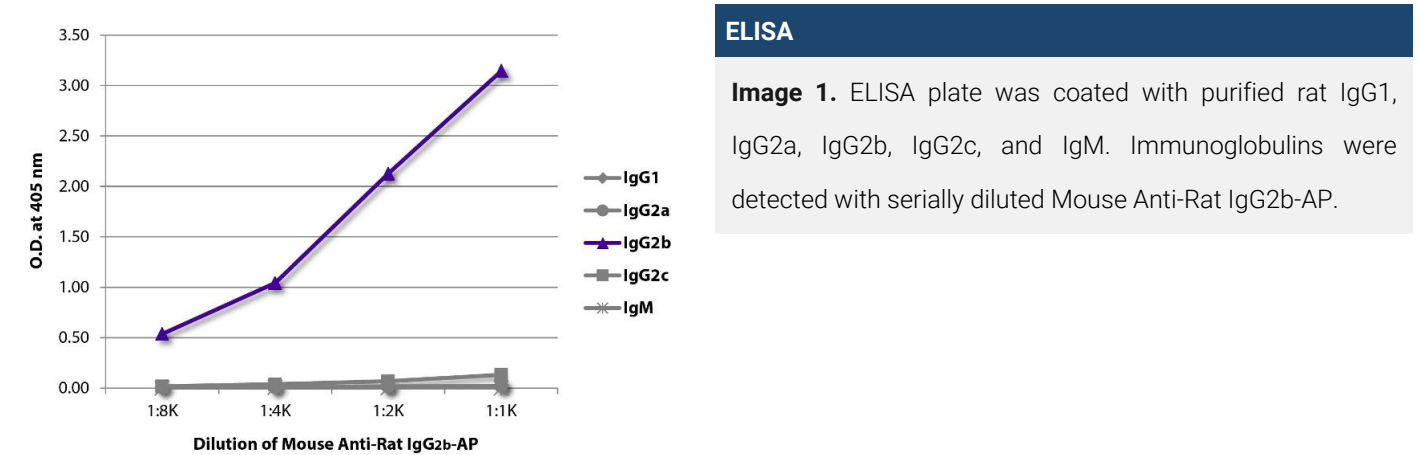 3.50
3.00
2.50
2.00
1.50
1.00
0.50
0.00
O.D. at 405 nm
1:8K
1:4K
1:2K
1:1K
Dilution of Mouse Anti-Rat IgG2b-AP
IgG1
IgG2a
IgG2b
IgG2c
IgM
ELISA
Image 1. ELISA plate was coated with purified rat IgG1,
IgG2a, IgG2b, IgG2c, and IgM. Immunoglobulins were
detected with serially diluted Mouse Anti-Rat IgG2b-AP.